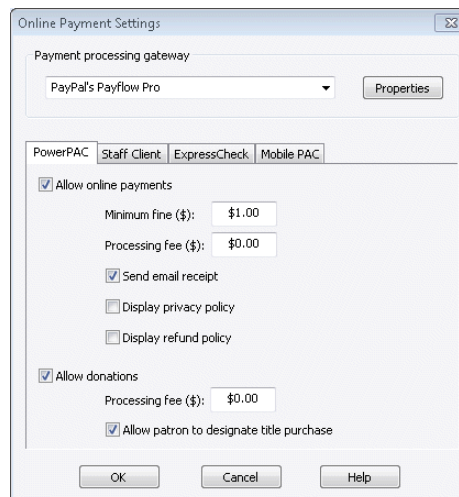 Online Payment Settings
Payment processing gateway
PayPal's Payflow Pro
Properties
PowerPAC Staff Client ExpressCheck Mobile PAC
Allow online payments
Minimum fine ($): $1.00
Processing fee ($): $0.00
Send email receipt
Display privacy policy
Display refund policy
Allow donations
Processing fee ($): $0.00
Allow patron to designate title purchase
OK Cancel Help